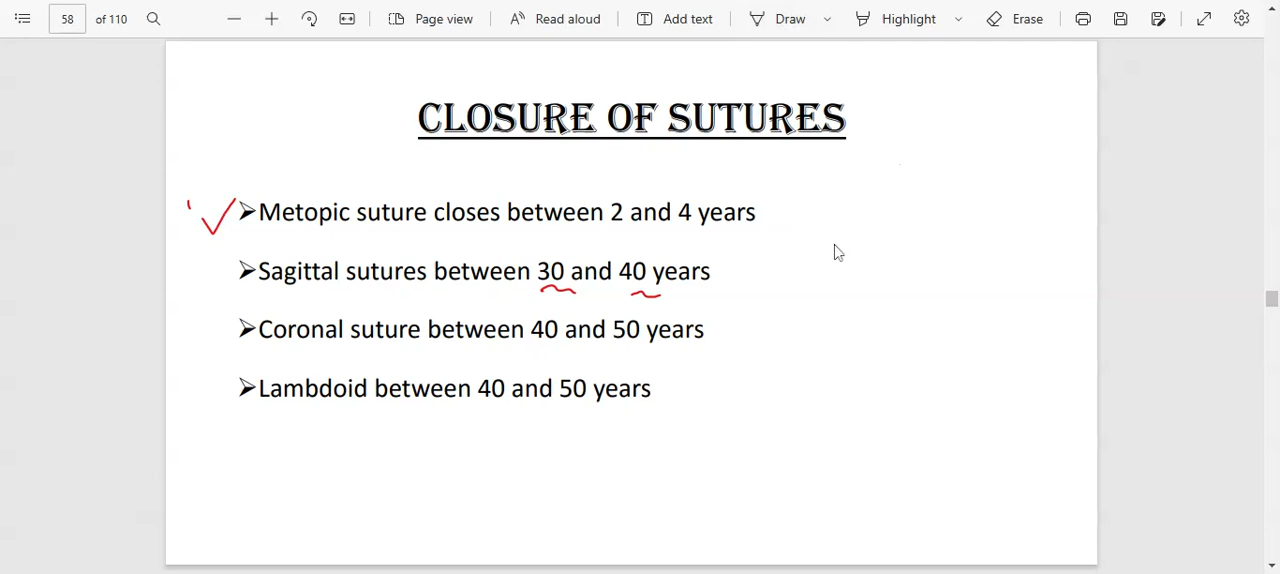 58 of 110 Page view Read aloud Add text Draw Highlight Erase
CLOSURE OF SUTURES
➢Metopic suture closes between 2 and 4 years
➢Sagittal sutures between 30 and 40 years
➢Coronal suture between 40 and 50 years
➢Lambdoid between 40 and 50 years